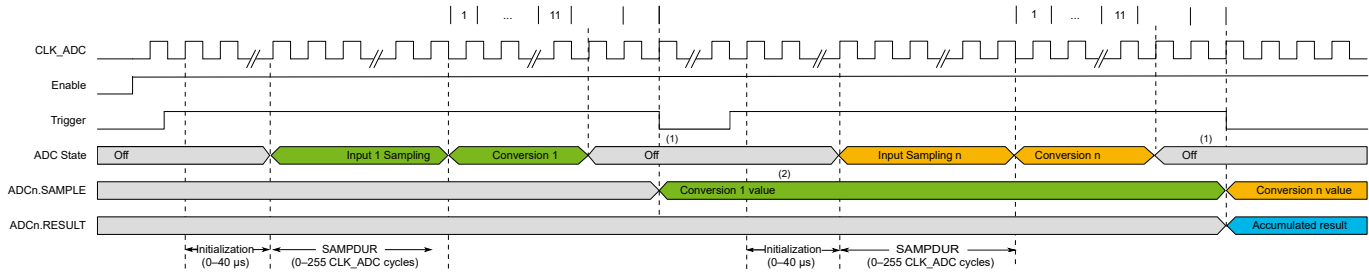 1 ... 11 1 ... 11
CLK_ADC
Enable
Trigger
(1) (1)
ADC State Off Input 1 Sampling Conversion 1 Off Input Sampling n Conversion n Off
(2)
ADCn.SAMPLE Conversion 1 value Conversion n value
ADCn.RESULT Accumulated result
Initialization SAMPDUR Initialization SAMPDUR
(0–40 µs) (0–255 CLK_ADC cycles) (0–40 µs) (0–255 CLK_ADC cycles)